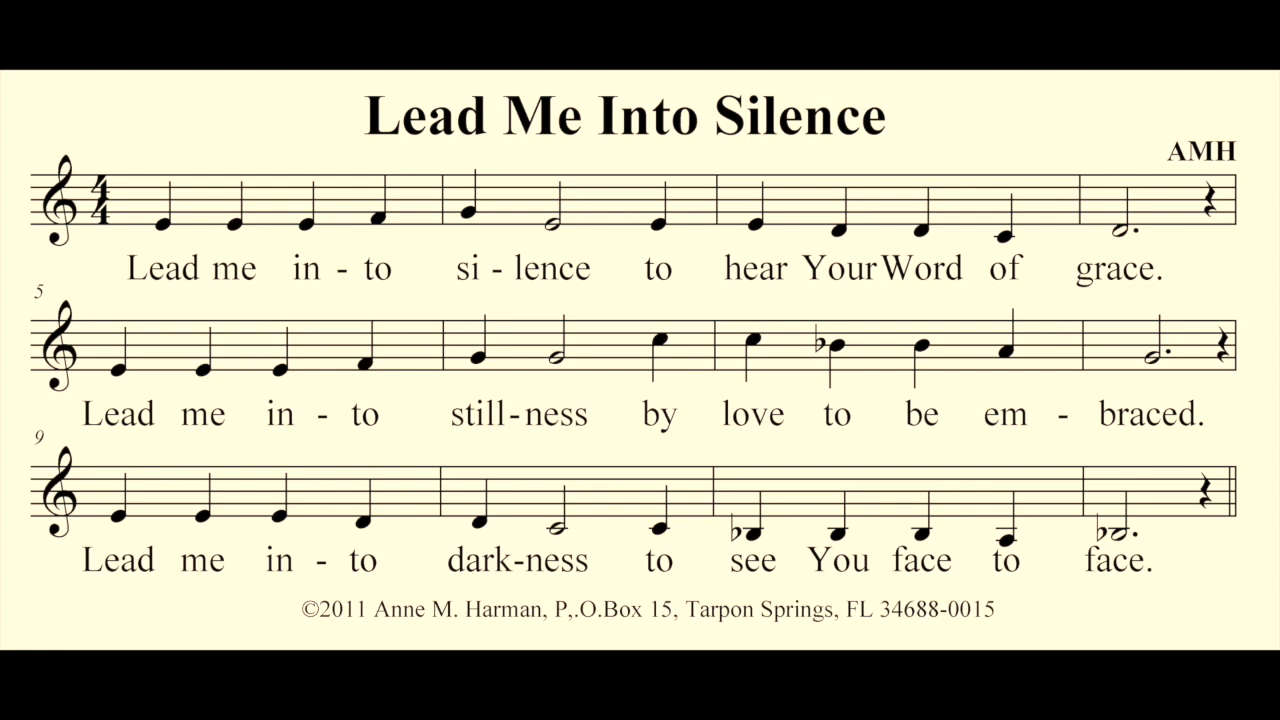 Lead Me Into Silence
AMH
4
4
Lead me in - to si - lence to hear Your Word of grace.
5
Lead me in - to still - ness by love to be em - braced.
9
Lead me in - to dark - ness to see You face to face.
©2011 Anne M. Harman, P,.O.Box 15, Tarpon Springs, FL 34688-0015